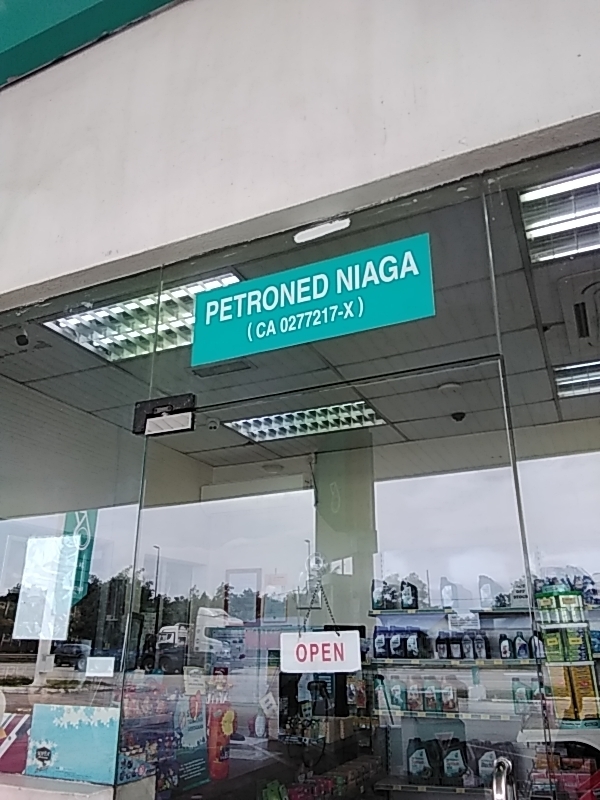 PETRONED NIAGA
( CA 0277217-X )
OPEN